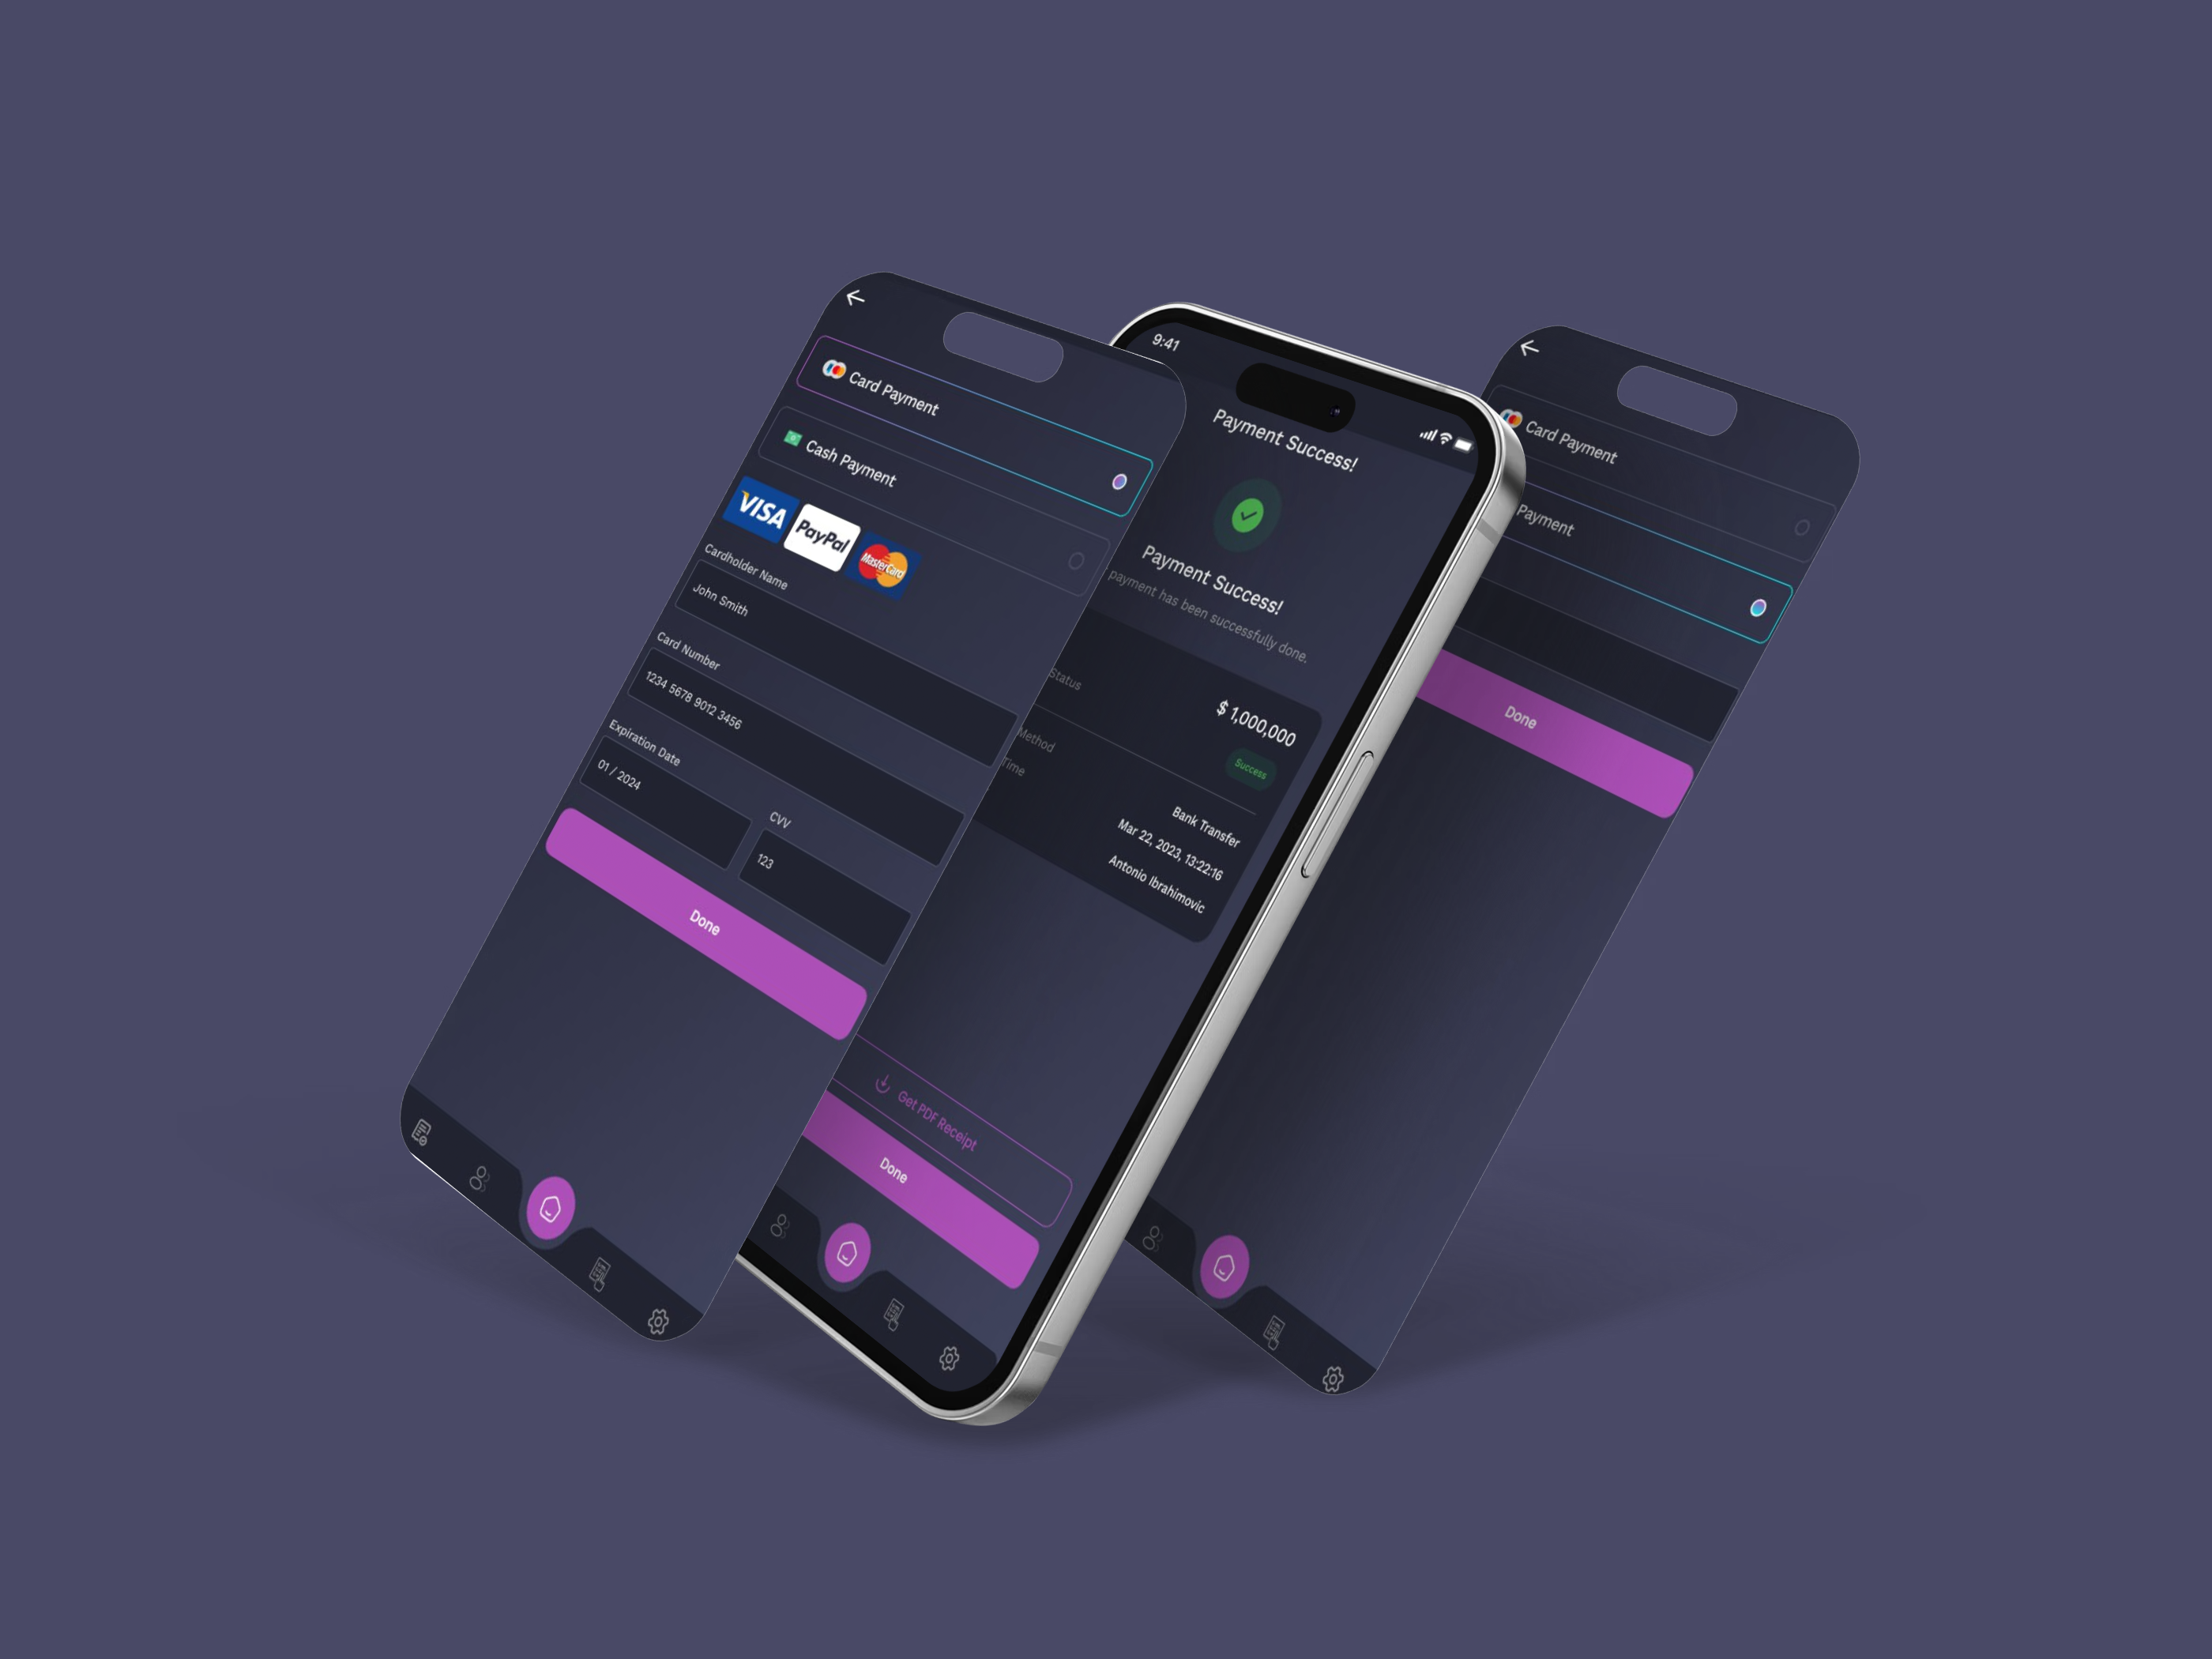 Card Payment
Cash Payment
VISA
PayPal
MasterCard
Cardholder Name
John Smith
Card Number
1234 5678 9012 3456
Expiration Date
01 / 2024
CVV
123
Done
9:41
Payment Success!
Payment Success!
payment has been successfully done.
$ 1,000,000
Status
Success
Method
Bank Transfer
Time
Mar 22, 2023, 13:22:16
Antonio Ibrahimovic
Get PDF Receipt
Done
Card Payment
Payment
Done